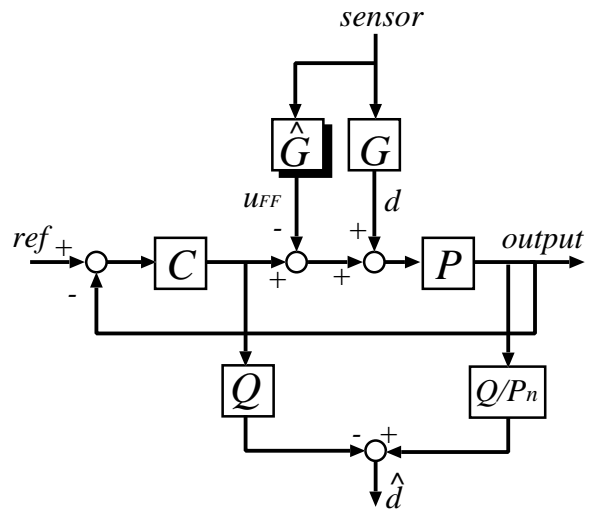 sensor
Ĝ
G
uFF
d
-
+
ref
+
C
+
+
P
output
-
Q
Q/Pn
-
+
d̂